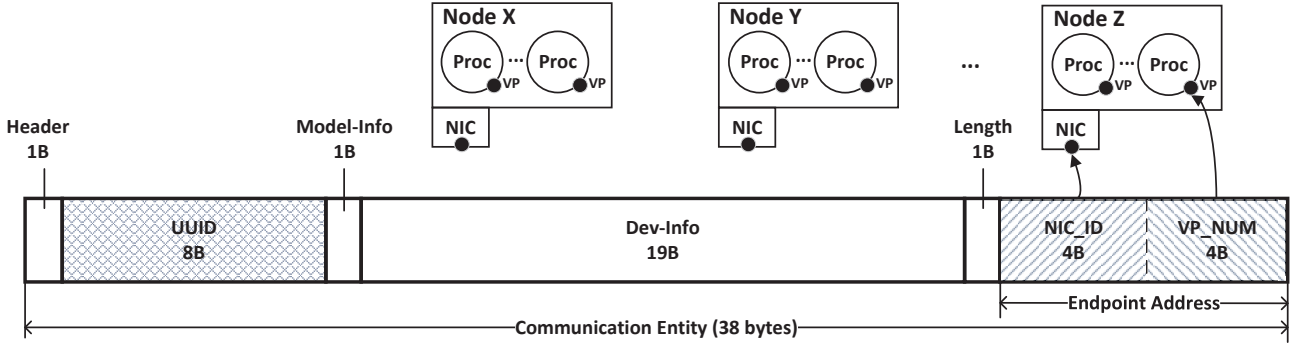 Node X
Proc ... Proc
VP
NIC
Node Y
Proc ... Proc
VP VP
NIC
...
Node Z
Proc ... Proc
VP VP
NIC
Header
1B
Model-Info
1B
Length
1B
UUID
8B
Dev-Info
19B
NIC_ID
4B
VP_NUM
4B
Endpoint Address
Communication Entity (38 bytes)